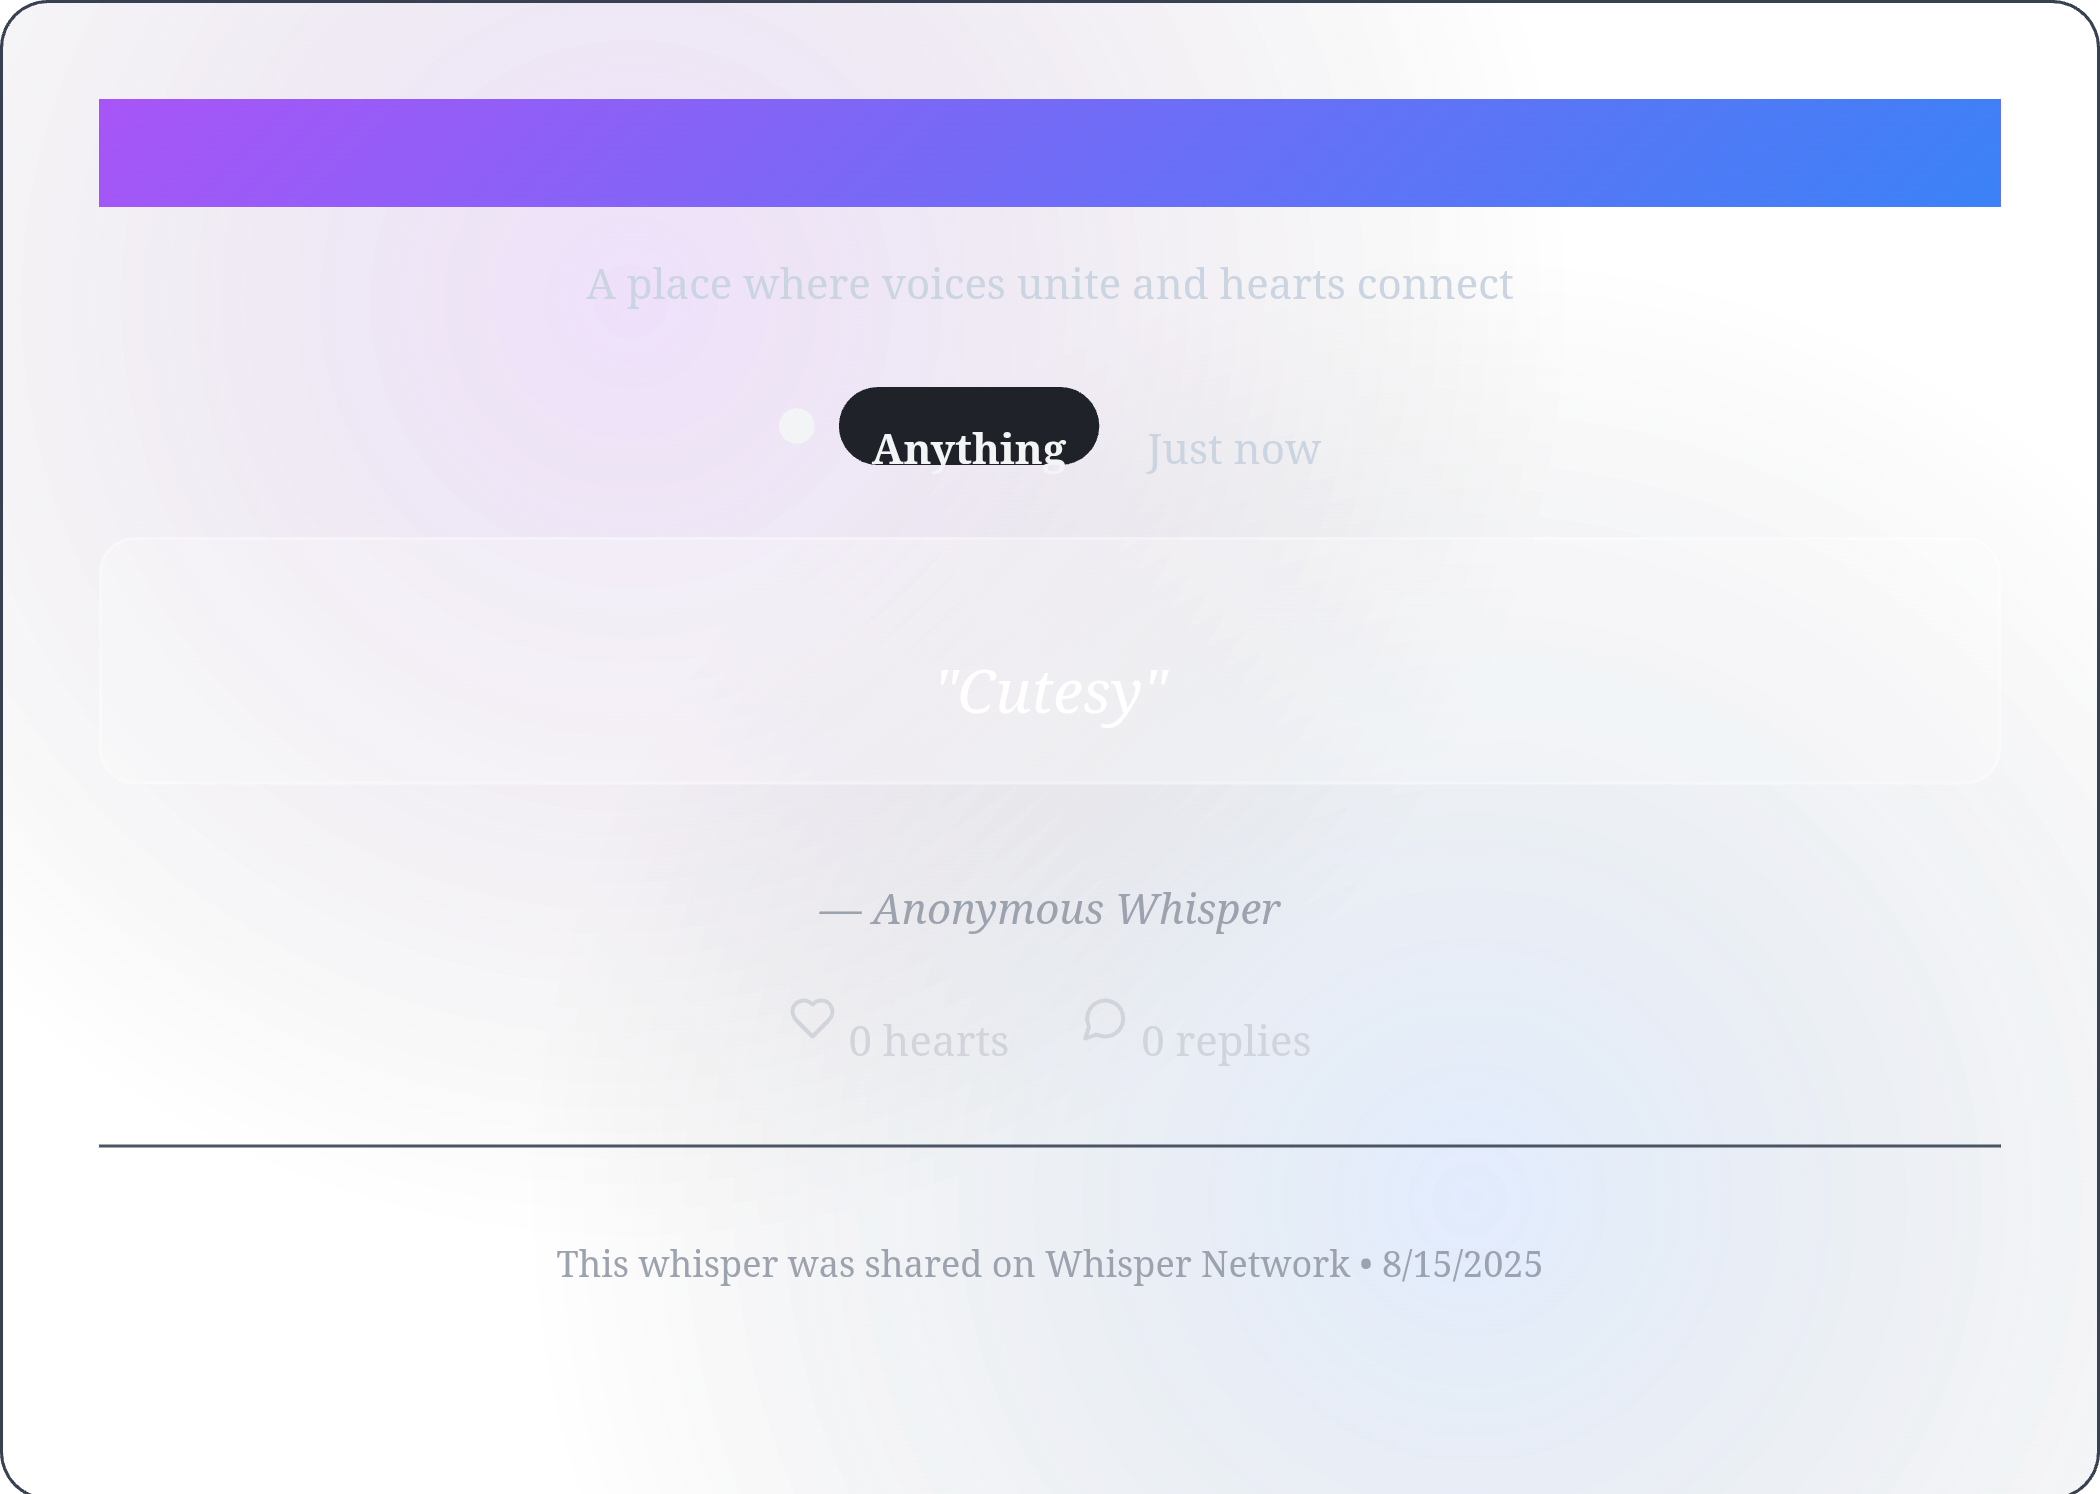 A place where voices unite and hearts connect
Anything Just now
"Cutesy"
— Anonymous Whisper
0 hearts 0 replies
This whisper was shared on Whisper Network • 8/15/2025